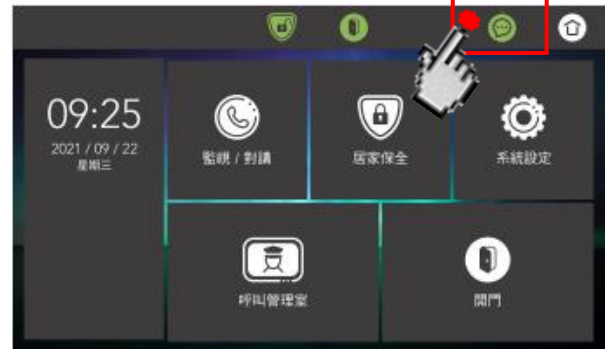 09:25
2021 / 09 / 22
星期三
監視 / 對講
居家保全
系統設定
呼叫管理室
開門